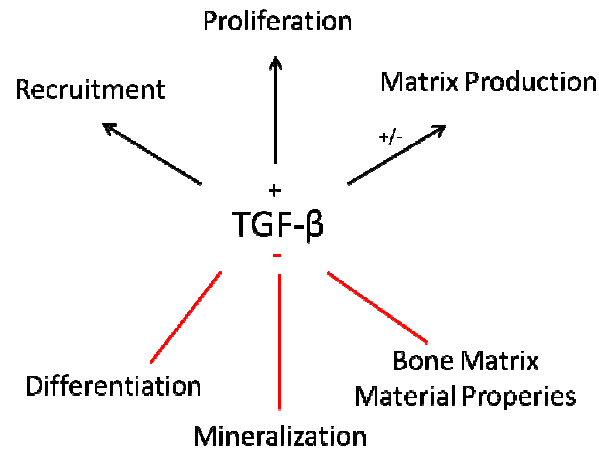 Proliferation
Recruitment
Matrix Production
+/-
+
TGF-β
-
Differentiation
Bone Matrix
Material Properies
Mineralization